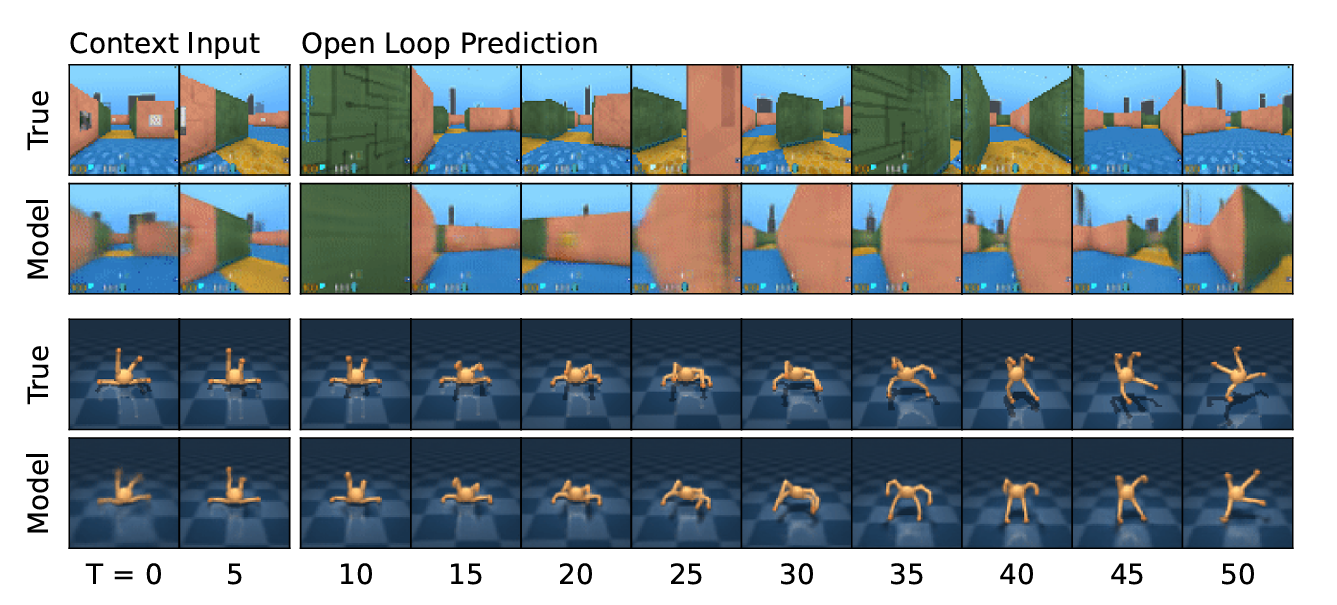 Context Input
Open Loop Prediction
True
Model
True
Model
T = 0 5 10 15 20 25 30 35 40 45 50